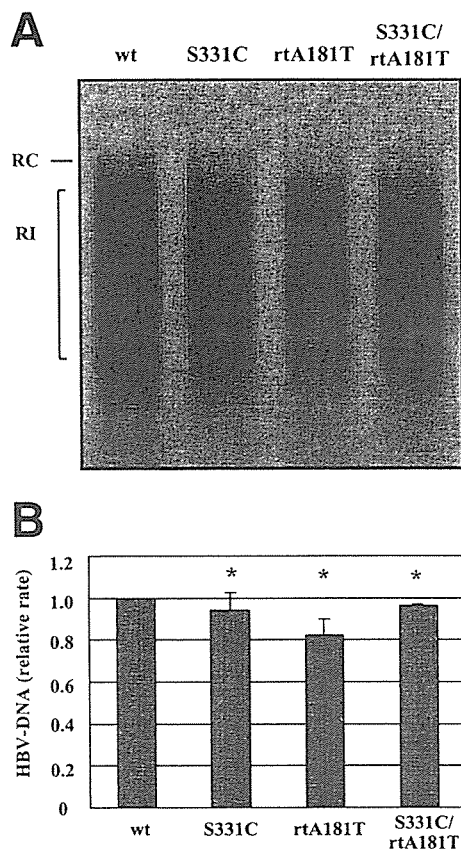 A
wt S331C rtA181T S331C/
rtA181T
RC
RI
B
HBV-DNA (relative rate)
1.2
1.0
0.8
0.6
0.4
0.2
0
* * *
wt S331C rtA181T S331C/
rtA181T